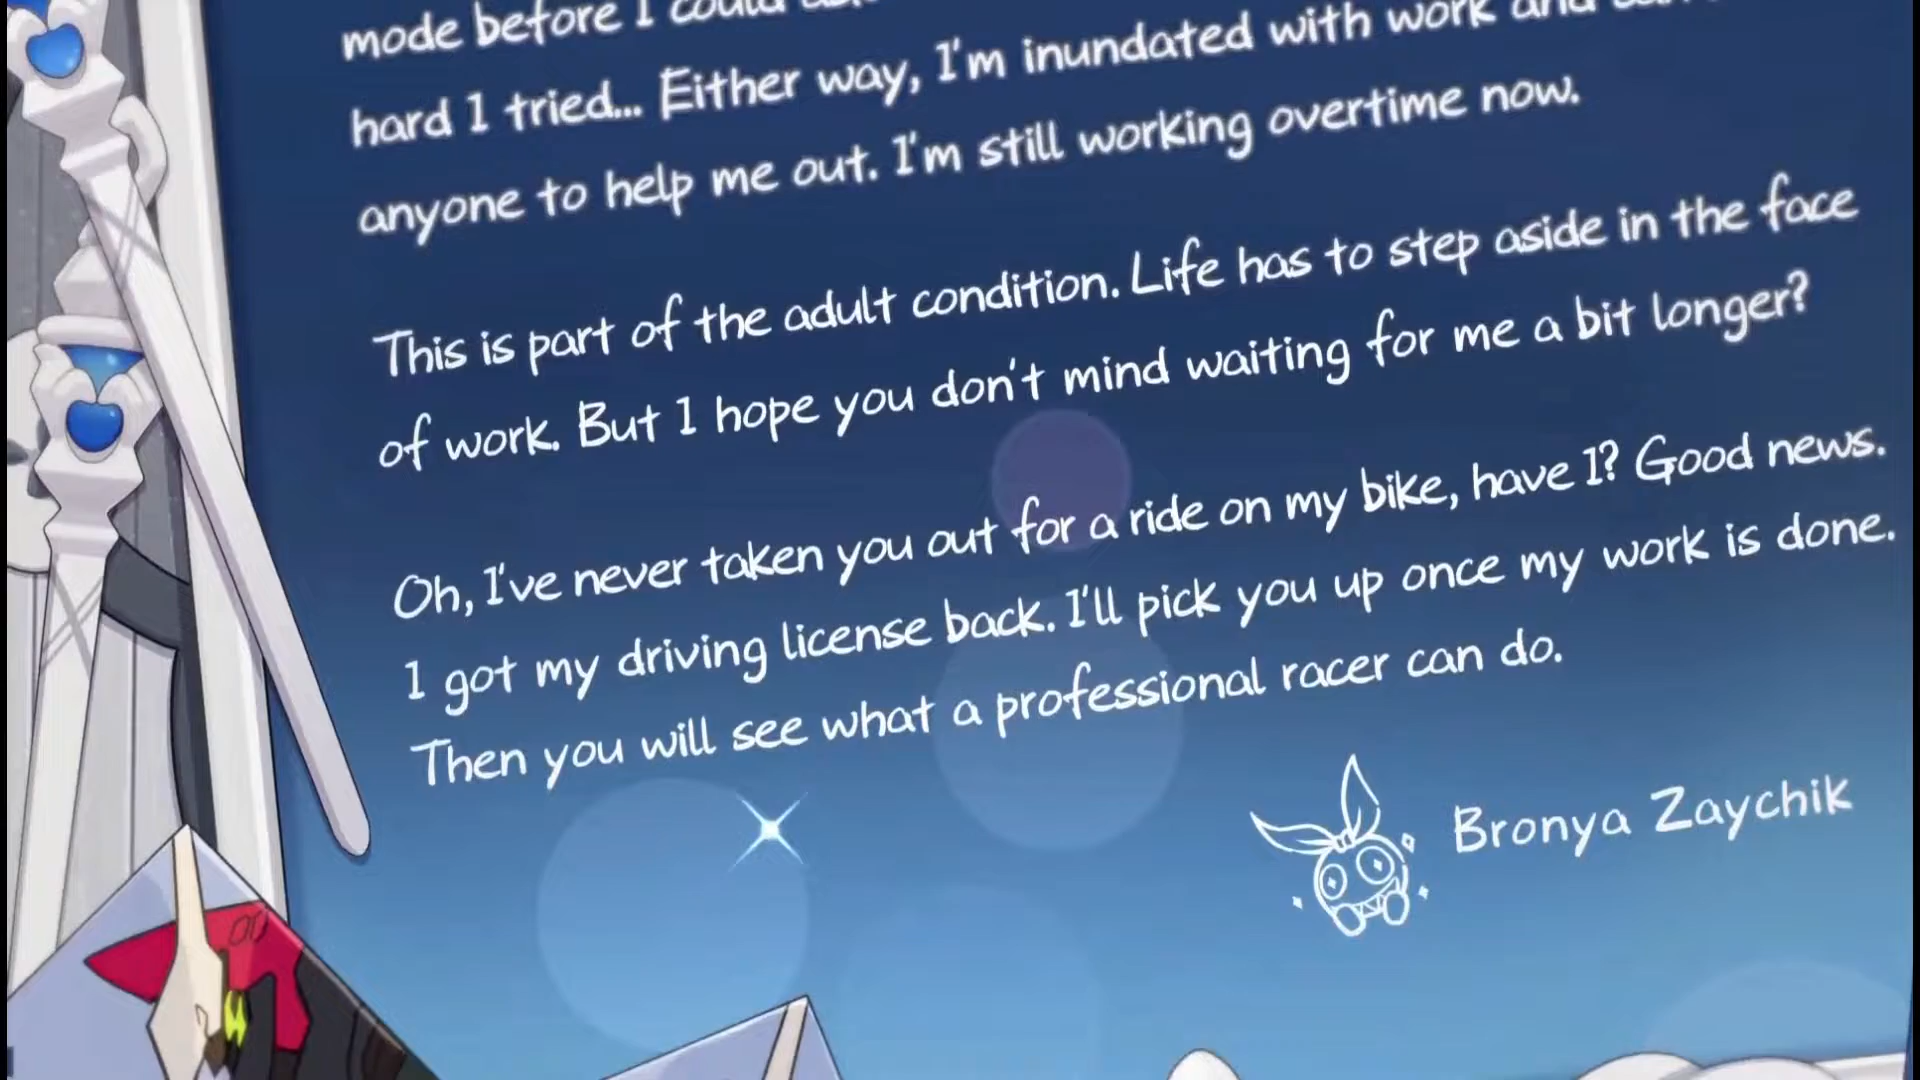 mode before I could
hard I tried... Either way, I'm inundated with work and
anyone to help me out. I'm still working overtime now.
This is part of the adult condition. Life has to step aside in the face
of work. But I hope you don't mind waiting for me a bit longer?
Oh, I've never taken you out for a ride on my bike, have I? Good news.
I got my driving license back. I'll pick you up once my work is done.
Then you will see what a professional racer can do.
Bronya Zaychik